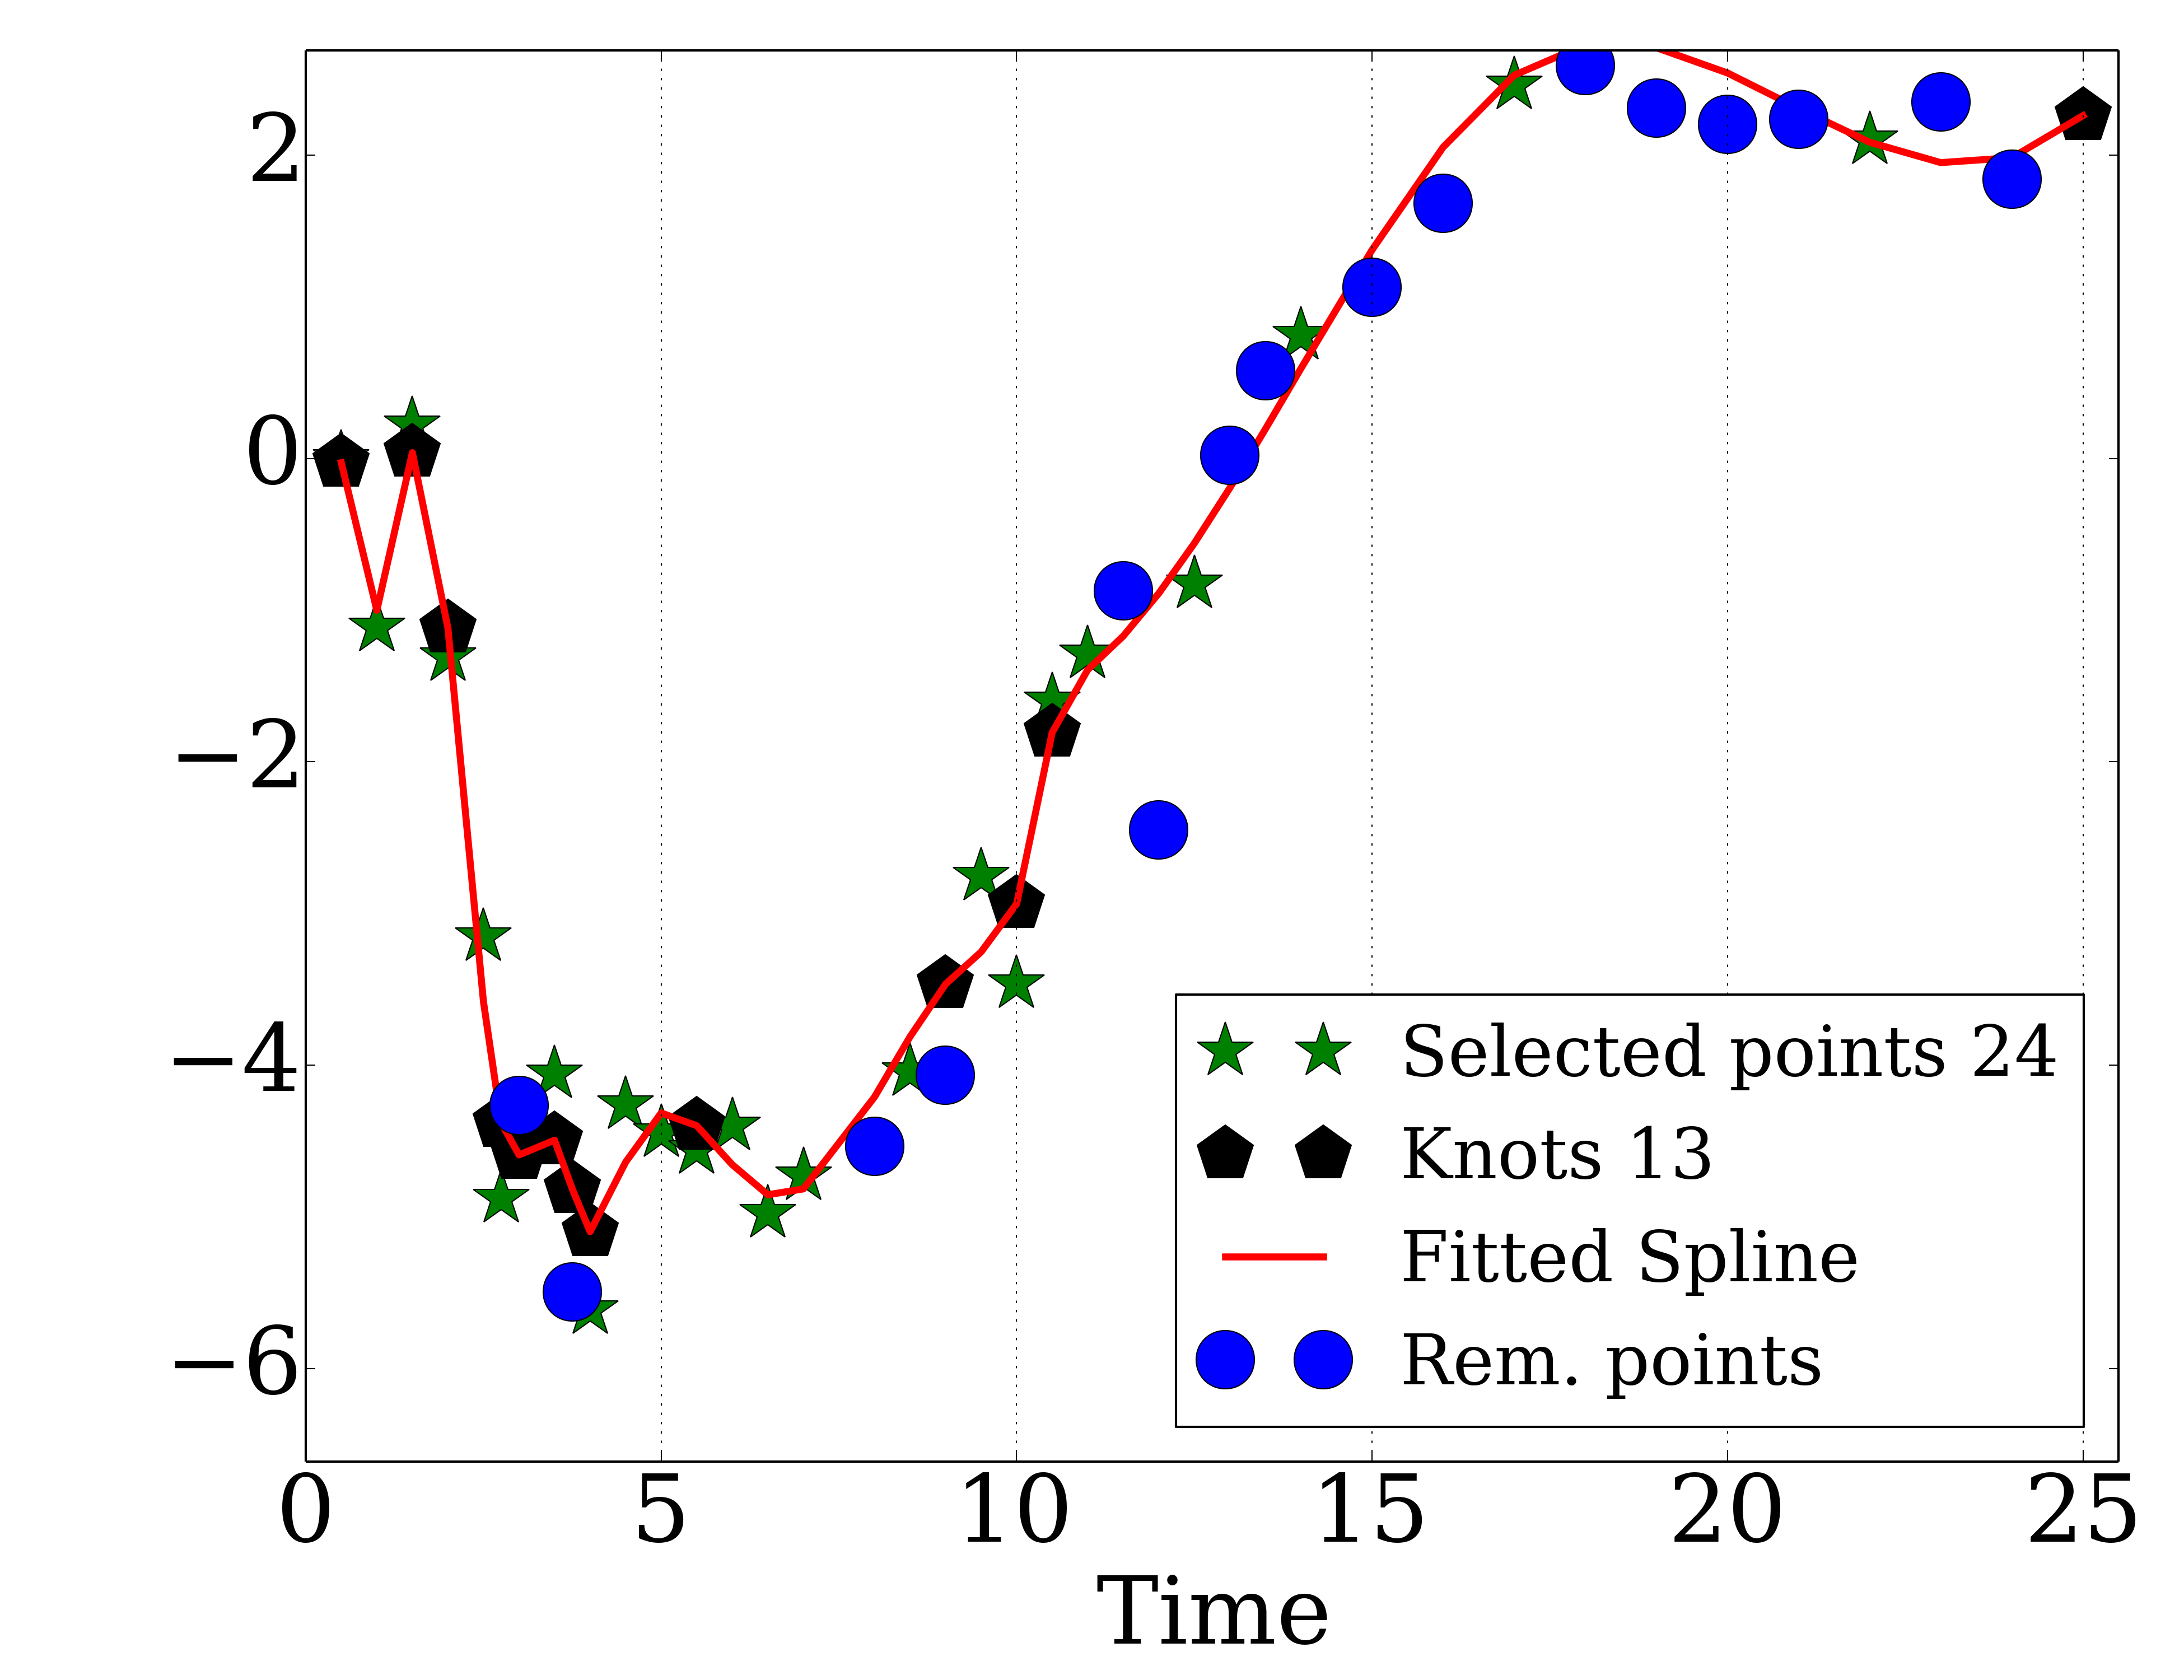 2
0
−2
−4
−6
0 5 10 15 20 25
Time
Selected points 24
Knots 13
Fitted Spline
Rem. points